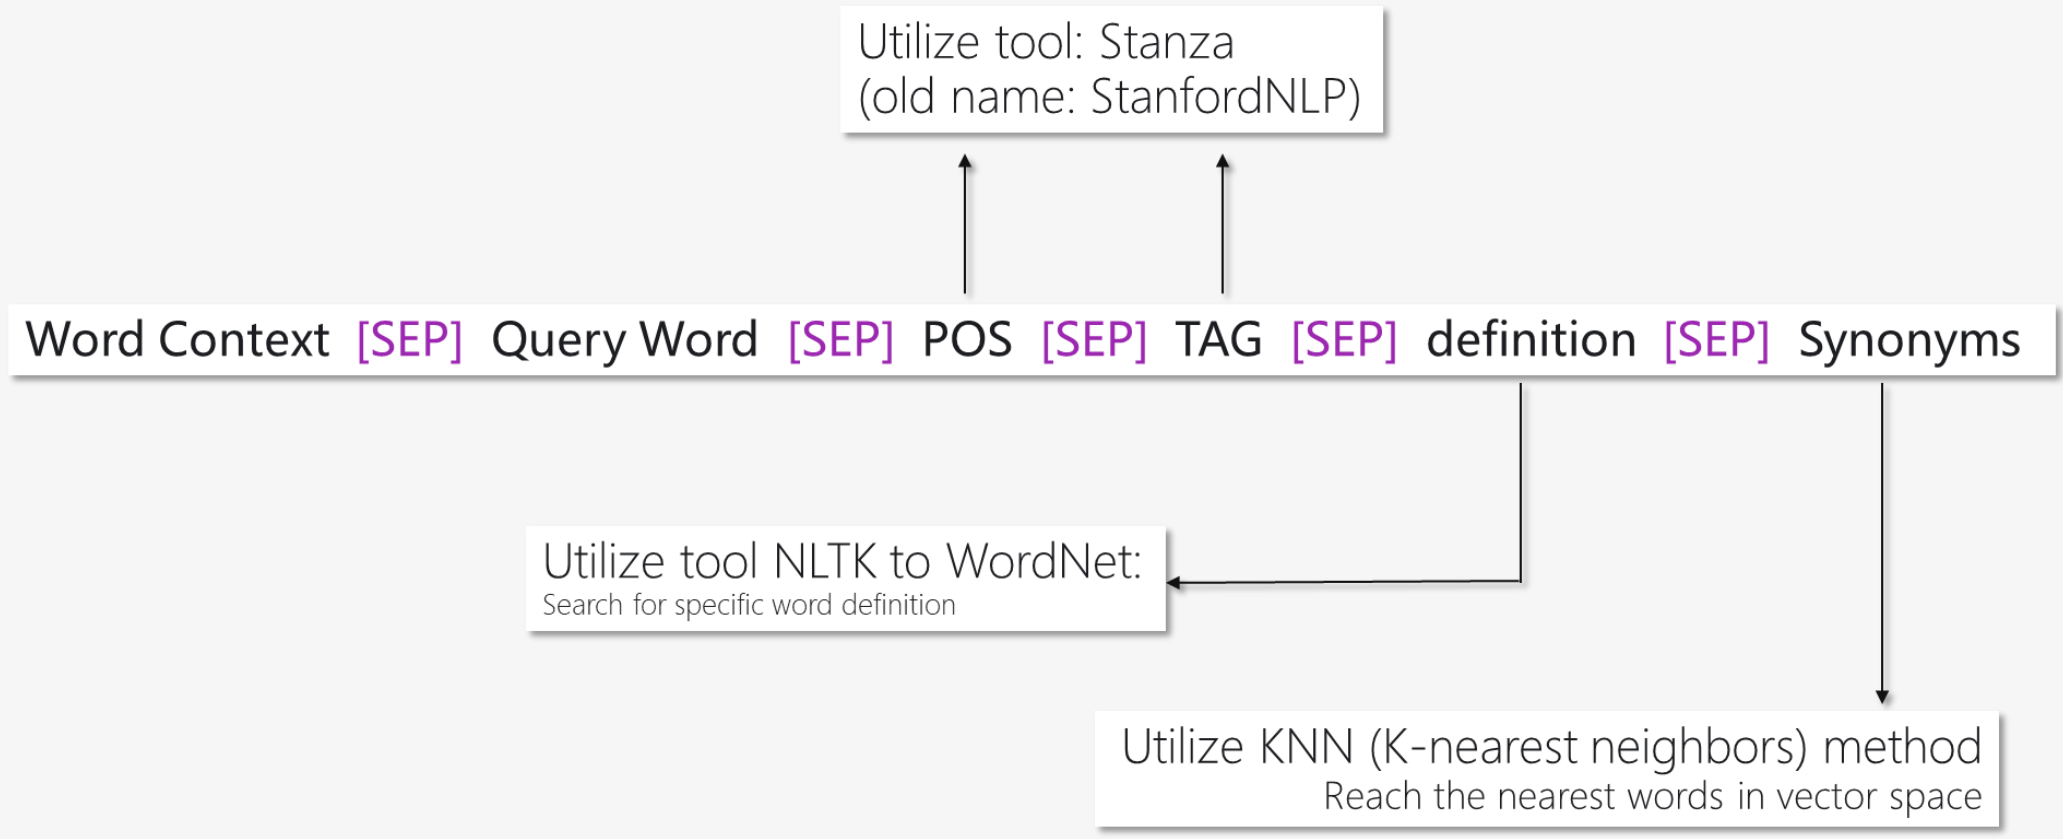 Utilize tool: Stanza
(old name: StanfordNLP)
Word Context [SEP] Query Word [SEP] POS [SEP] TAG [SEP] definition [SEP] Synonyms
Utilize tool NLTK to WordNet:
Search for specific word definition
Utilize KNN (K-nearest neighbors) method
Reach the nearest words in vector space